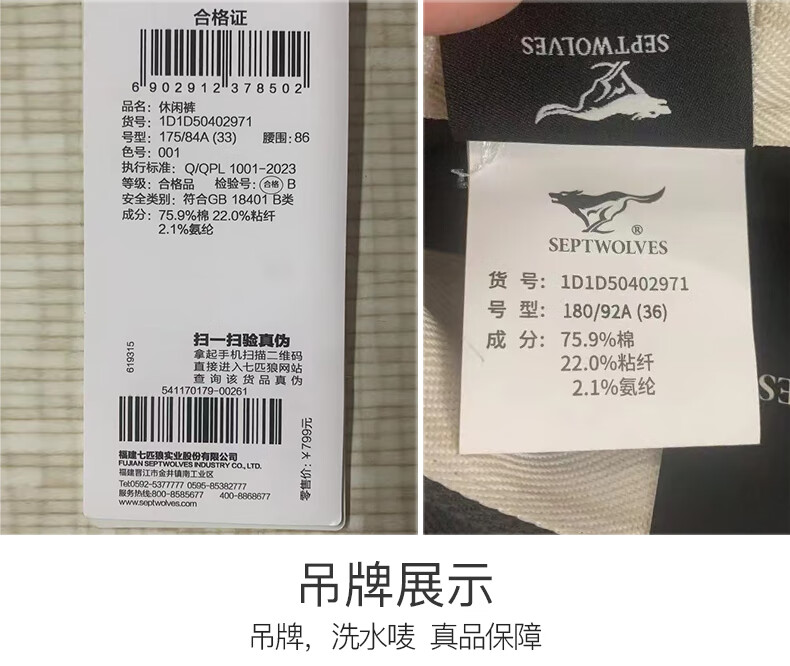 合格证
6 902912 378502
品名：休闲裤
货号：1D1D50402971
号型：175/84A (33) 腰围：86
色号：001
执行标准：Q/QPL 1001-2023
等级：合格品 检验号：合格 B
安全类别：符合GB 18401 B类
成分：75.9%棉 22.0%粘纤
2.1%氨纶
619315
扫一扫验真伪
拿起手机扫描二维码
直接进入七匹狼网站
查询该货品真伪
541170179-00261
零售价：￥799元
福建七匹狼实业股份有限公司
FUJIAN SEPTWOLVES INDUSTRY CO., LTD.
福建晋江市金井镇南工业区
Tel:0592-5377777 0595-85382777
服务热线:800-8585677 400-8868677
www.septwolves.com
SEPTWOLVES
®
SEPTWOLVES
货 号：1D1D50402971
号 型：180/92A (36)
成 分：75.9%棉
22.0%粘纤
2.1%氨纶
ES
吊牌展示
吊牌，洗水唛 真品保障